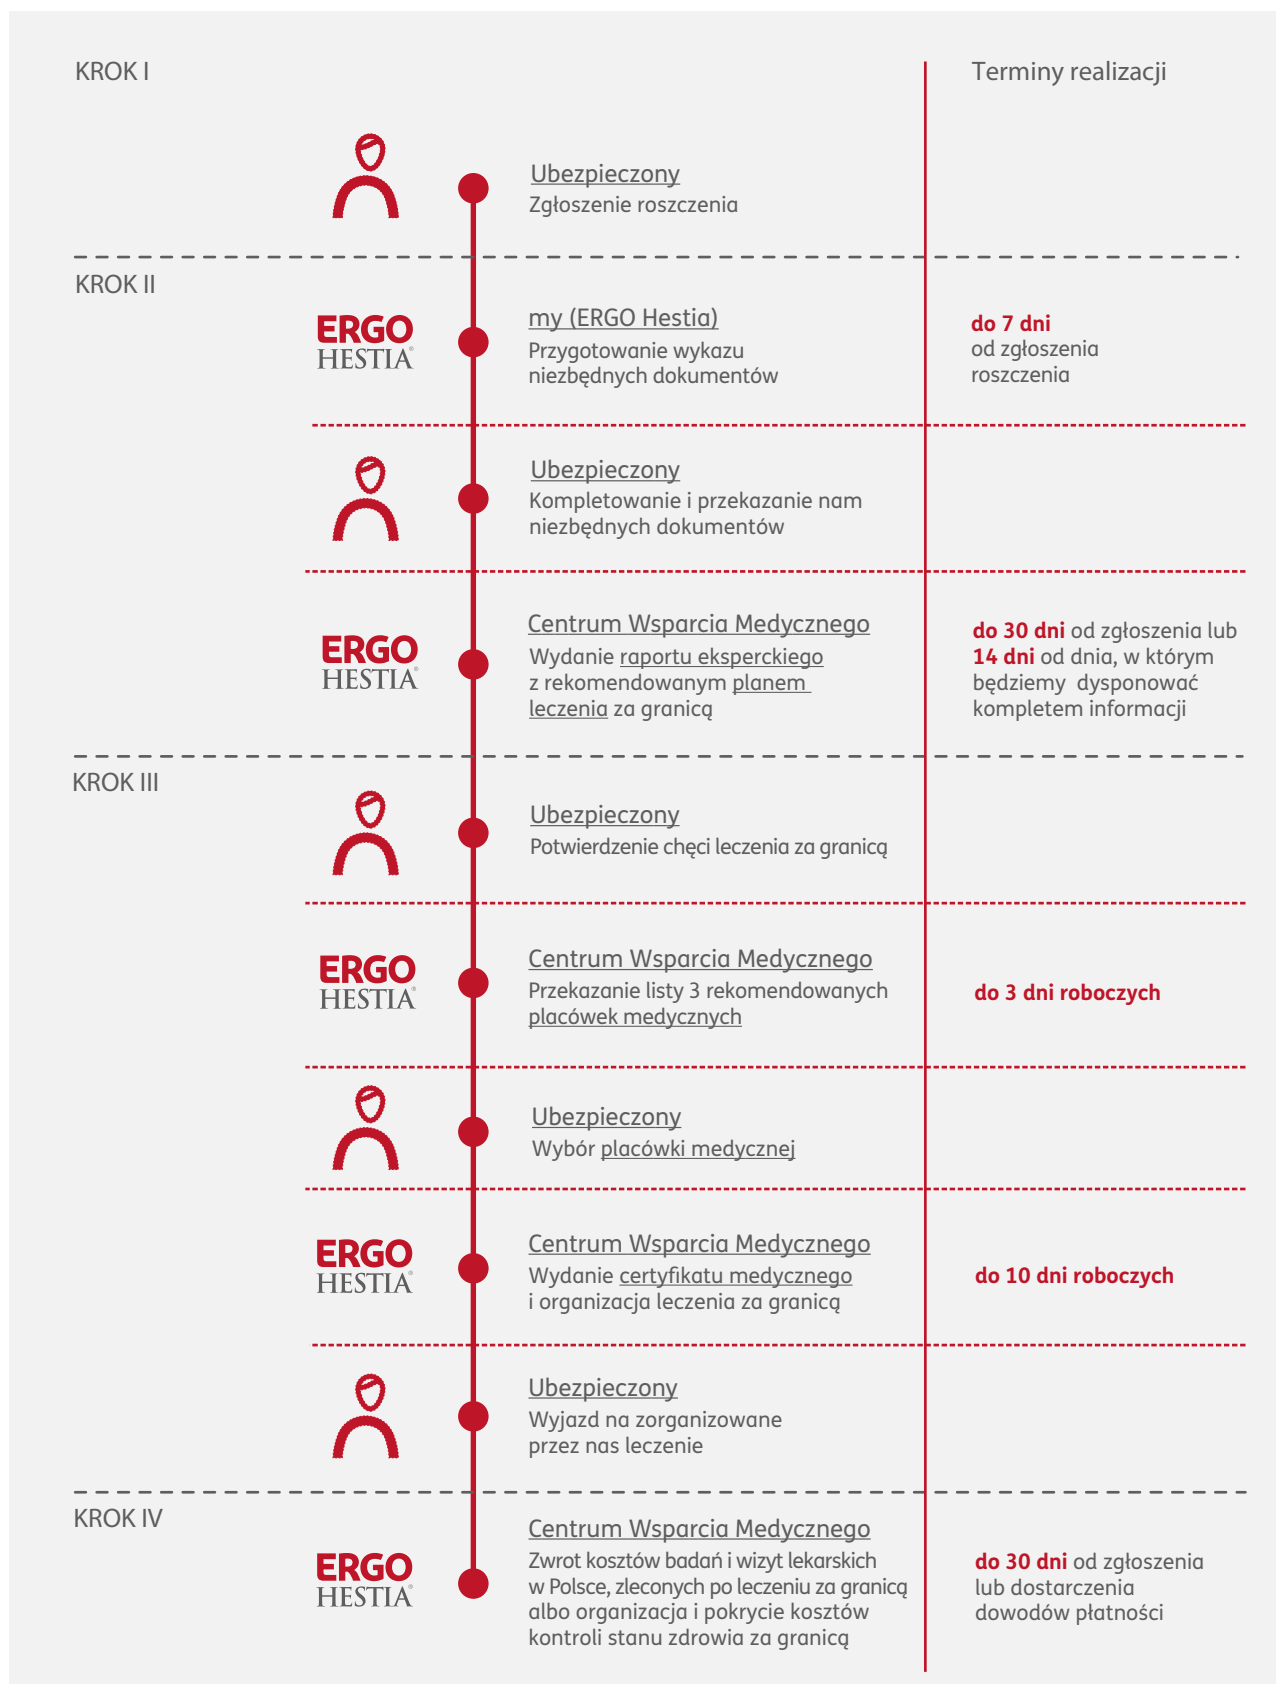 KROK I
Terminy realizacji
Ubezpieczony
Zgłoszenie roszczenia
KROK II
ERGO
HESTIA®
my (ERGO Hestia)
Przygotowanie wykazu
niezbędnych dokumentów
do 7 dni
od zgłoszenia
roszczenia
Ubezpieczony
Kompletowanie i przekazanie nam
niezbędnych dokumentów
ERGO
HESTIA®
Centrum Wsparcia Medycznego
Wydanie raportu eksperckiego
z rekomendowanym planem
leczenia za granicą
do 30 dni od zgłoszenia lub
14 dni od dnia, w którym
będziemy dysponować
kompletem informacji
KROK III
Ubezpieczony
Potwierdzenie chęci leczenia za granicą
ERGO
HESTIA®
Centrum Wsparcia Medycznego
Przekazanie listy 3 rekomendowanych
placówek medycznych
do 3 dni roboczych
Ubezpieczony
Wybór placówki medycznej
ERGO
HESTIA®
Centrum Wsparcia Medycznego
Wydanie certyfikatu medycznego
i organizacja leczenia za granicą
do 10 dni roboczych
Ubezpieczony
Wyjazd na zorganizowane
przez nas leczenie
KROK IV
ERGO
HESTIA®
Centrum Wsparcia Medycznego
Zwrot kosztów badań i wizyt lekarskich
w Polsce, zleconych po leczeniu za granicą
albo organizacja i pokrycie kosztów
kontroli stanu zdrowia za granicą
do 30 dni od zgłoszenia
lub dostarczenia
dowodów płatności